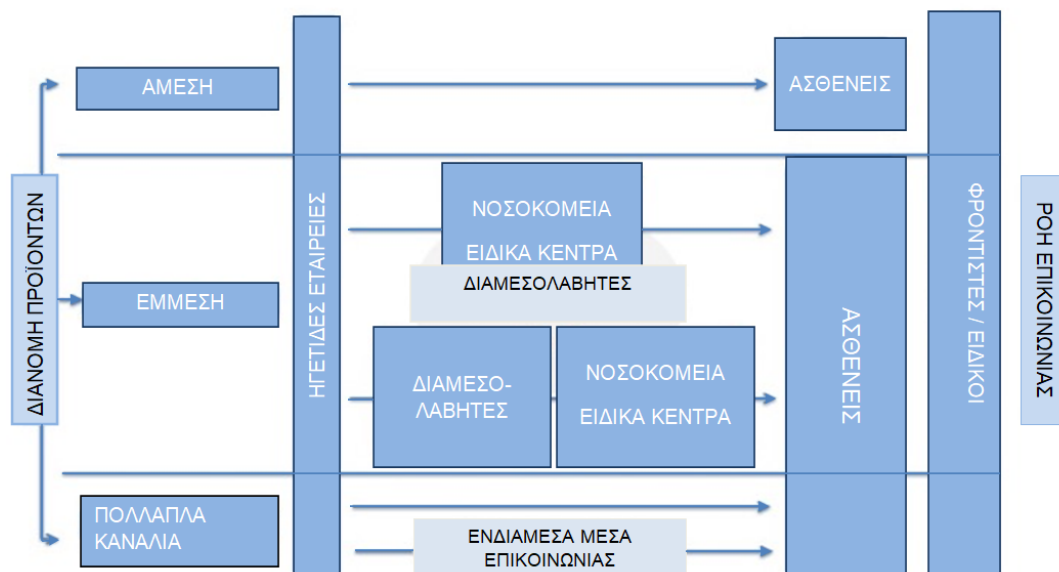 ΔΙΑΝΟΜΗ ΠΡΟΪΟΝΤΩΝ
ΑΜΕΣΗ
ΕΜΜΕΣΗ
ΠΟΛΛΑΠΛΑ
ΚΑΝΑΛΙΑ
ΗΓΕΤΙΔΕΣ ΕΤΑΙΡΕΙΕΣ
ΝΟΣΟΚΟΜΕΙΑ
ΕΙΔΙΚΑ ΚΕΝΤΡΑ
ΔΙΑΜΕΣΟΛΑΒΗΤΕΣ
ΔΙΑΜΕΣΟ-
ΛΑΒΗΤΕΣ
ΝΟΣΟΚΟΜΕΙΑ
ΕΙΔΙΚΑ ΚΕΝΤΡΑ
ΕΝΔΙΑΜΕΣΑ ΜΕΣΑ
ΕΠΙΚΟΙΝΩΝΙΑΣ
ΑΣΘΕΝΕΙΣ
ΑΣΘΕΝΕΙΣ
ΦΡΟΝΤΙΣΤΕΣ / ΕΙΔΙΚΟΙ
ΡΟΗ ΕΠΙΚΟΙΝΩΝΙΑΣ